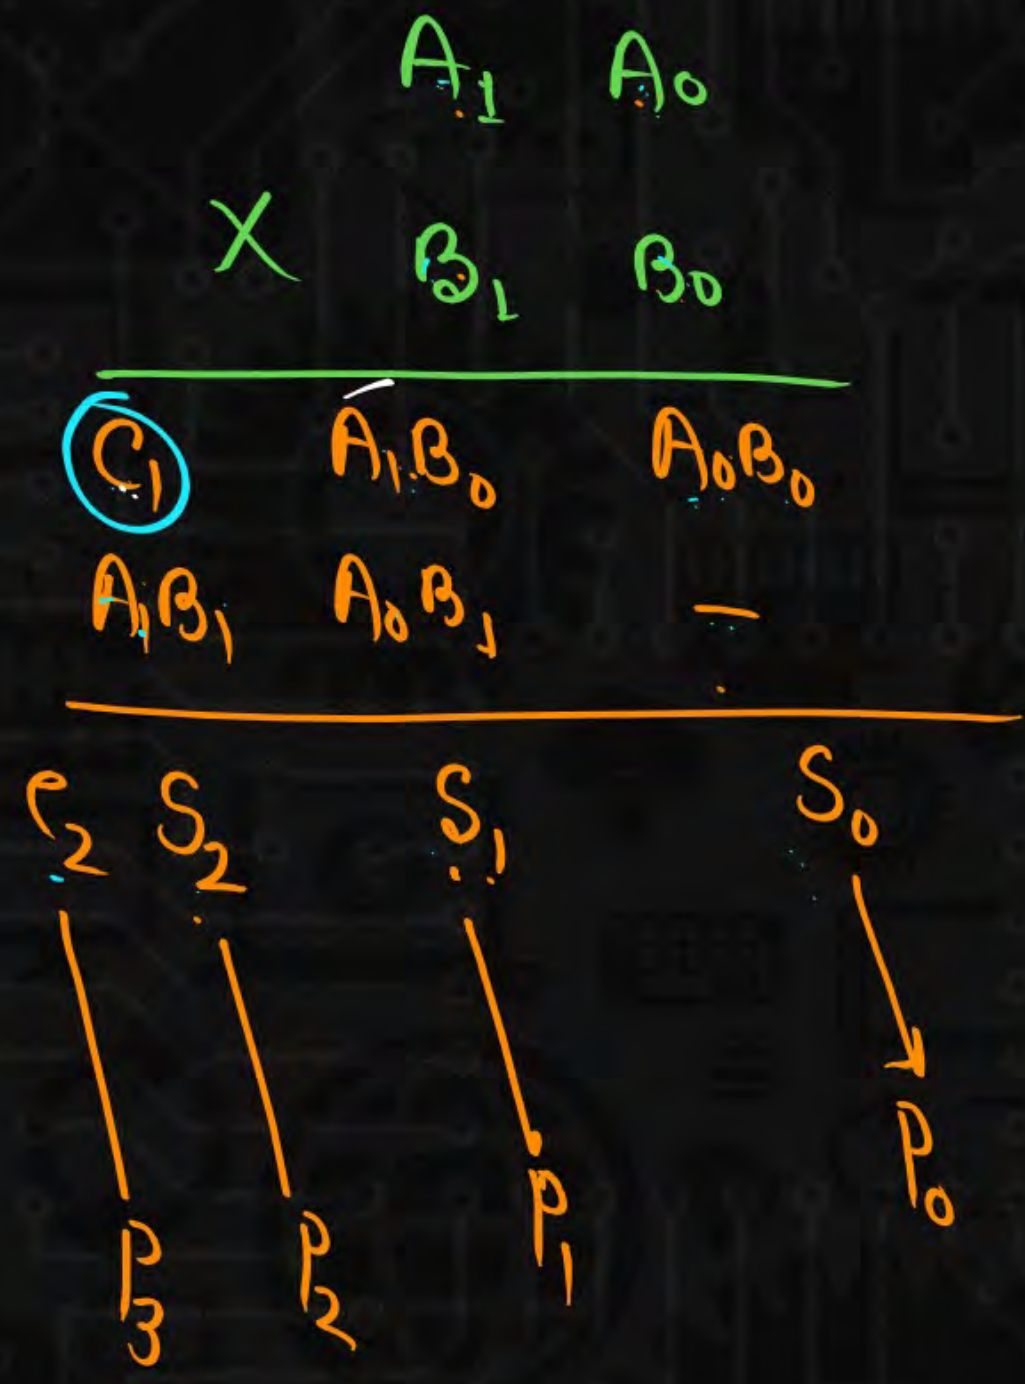 A₁ A₀
X B₁ B₀
C₁ A₁B₀ A₀B₀
A₁B₁ A₀B₁ —
C₂ S₂ S₁ S₀
P₃ P₂ P₁ P₀